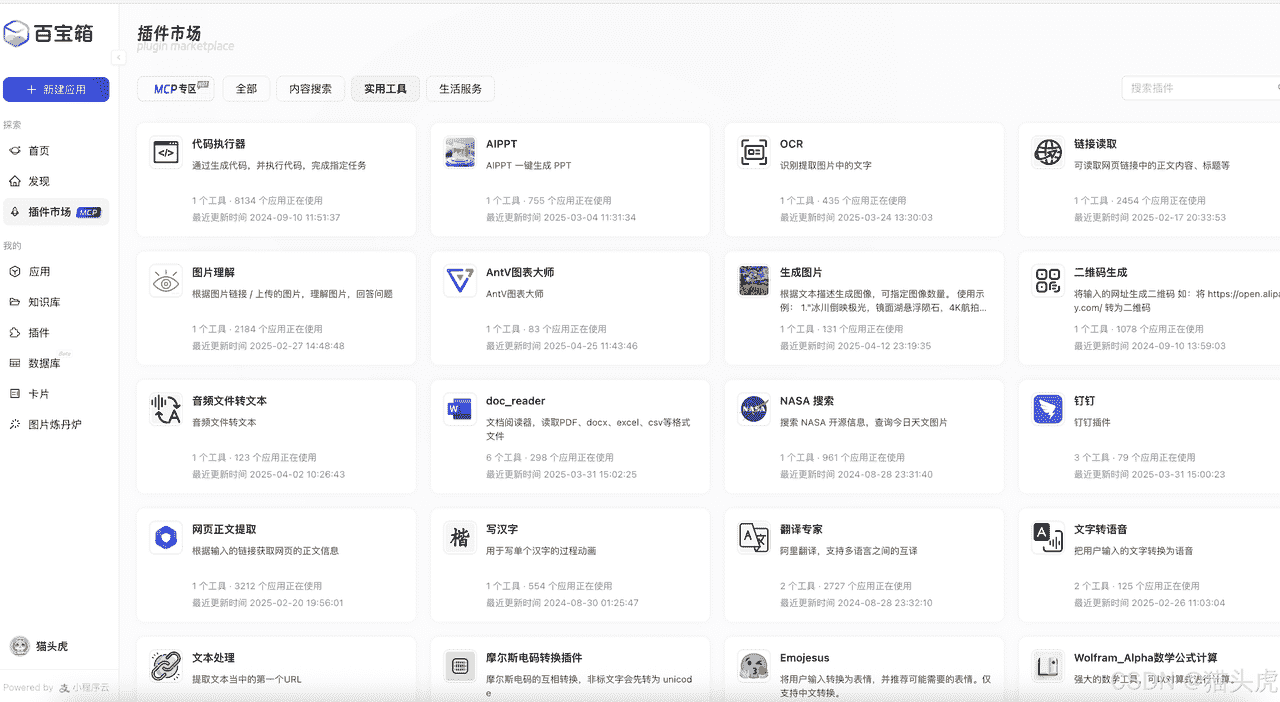 百宝箱
插件市场
plugin marketplace
+ 新建应用
MCP专区
全部
内容搜索
实用工具
生活服务
搜索插件
探索
首页
发现
插件市场 MCP
我的
应用
知识库
插件
数据库 Beta
卡片
图片炼丹炉
猫头虎
Powered by 小程序云
代码执行器
通过生成代码，并执行代码，完成指定任务
1 个工具 · 8134 个应用正在使用
最近更新时间 2024-09-10 11:51:37
AIPPT
AIPPT 一键生成 PPT
1 个工具 · 755 个应用正在使用
最近更新时间 2025-03-04 11:31:34
OCR
识别提取图片中的文字
1 个工具 · 435 个应用正在使用
最近更新时间 2025-03-24 13:30:03
链接读取
可读取网页链接中的正文内容、标题等
1 个工具 · 2454 个应用正在使用
最近更新时间 2025-02-17 20:33:53
图片理解
根据图片链接 / 上传的图片，理解图片，回答问题
1 个工具 · 2184 个应用正在使用
最近更新时间 2025-02-27 14:48:48
AntV图表大师
AntV图表大师
1 个工具 · 83 个应用正在使用
最近更新时间 2025-04-25 11:43:46
生成图片
根据文本描述生成图像，可指定图像数量。 使用示
例： 1."冰川倒映极光，镜面湖悬浮陨石，4K航拍...
1 个工具 · 131 个应用正在使用
最近更新时间 2025-04-12 23:19:35
二维码生成
将输入的网址生成二维码 如：将 https://open.alipa
y.com/ 转为二维码
1 个工具 · 1078 个应用正在使用
最近更新时间 2024-09-10 13:59:03
音频文件转文本
音频文件转文本
1 个工具 · 123 个应用正在使用
最近更新时间 2025-04-02 10:26:43
doc_reader
文档阅读器，读取PDF、docx、excel、csv等格式
文件
6 个工具 · 298 个应用正在使用
最近更新时间 2025-03-31 15:02:25
NASA
NASA 搜索
搜索 NASA 开源信息，查询今日天文图片
1 个工具 · 961 个应用正在使用
最近更新时间 2024-08-28 23:31:40
钉钉
钉钉插件
3 个工具 · 79 个应用正在使用
最近更新时间 2025-03-31 15:00:23
网页正文提取
根据输入的链接获取网页的正文信息
1 个工具 · 3212 个应用正在使用
最近更新时间 2025-02-20 19:56:01
楷
写汉字
用于写单个汉字的过程动画
1 个工具 · 554 个应用正在使用
最近更新时间 2024-08-30 01:25:47
翻译专家
阿里翻译，支持多语言之间的互译
2 个工具 · 2727 个应用正在使用
最近更新时间 2024-08-28 23:32:10
文字转语音
把用户输入的文字转换为语音
2 个工具 · 125 个应用正在使用
最近更新时间 2025-02-26 11:03:04
文本处理
提取文本当中的第一个URL
摩尔斯电码转换插件
摩尔斯电码的互相转换，非标文字会先转为 unicod
e
Emojesus
将用户输入转换为表情，并推荐可能需要的表情。仅
支持中文转换。
Wolfram_Alpha数学公式计算
强大的数学工具，可以对算式进行计算。
CSDN @猫头虎